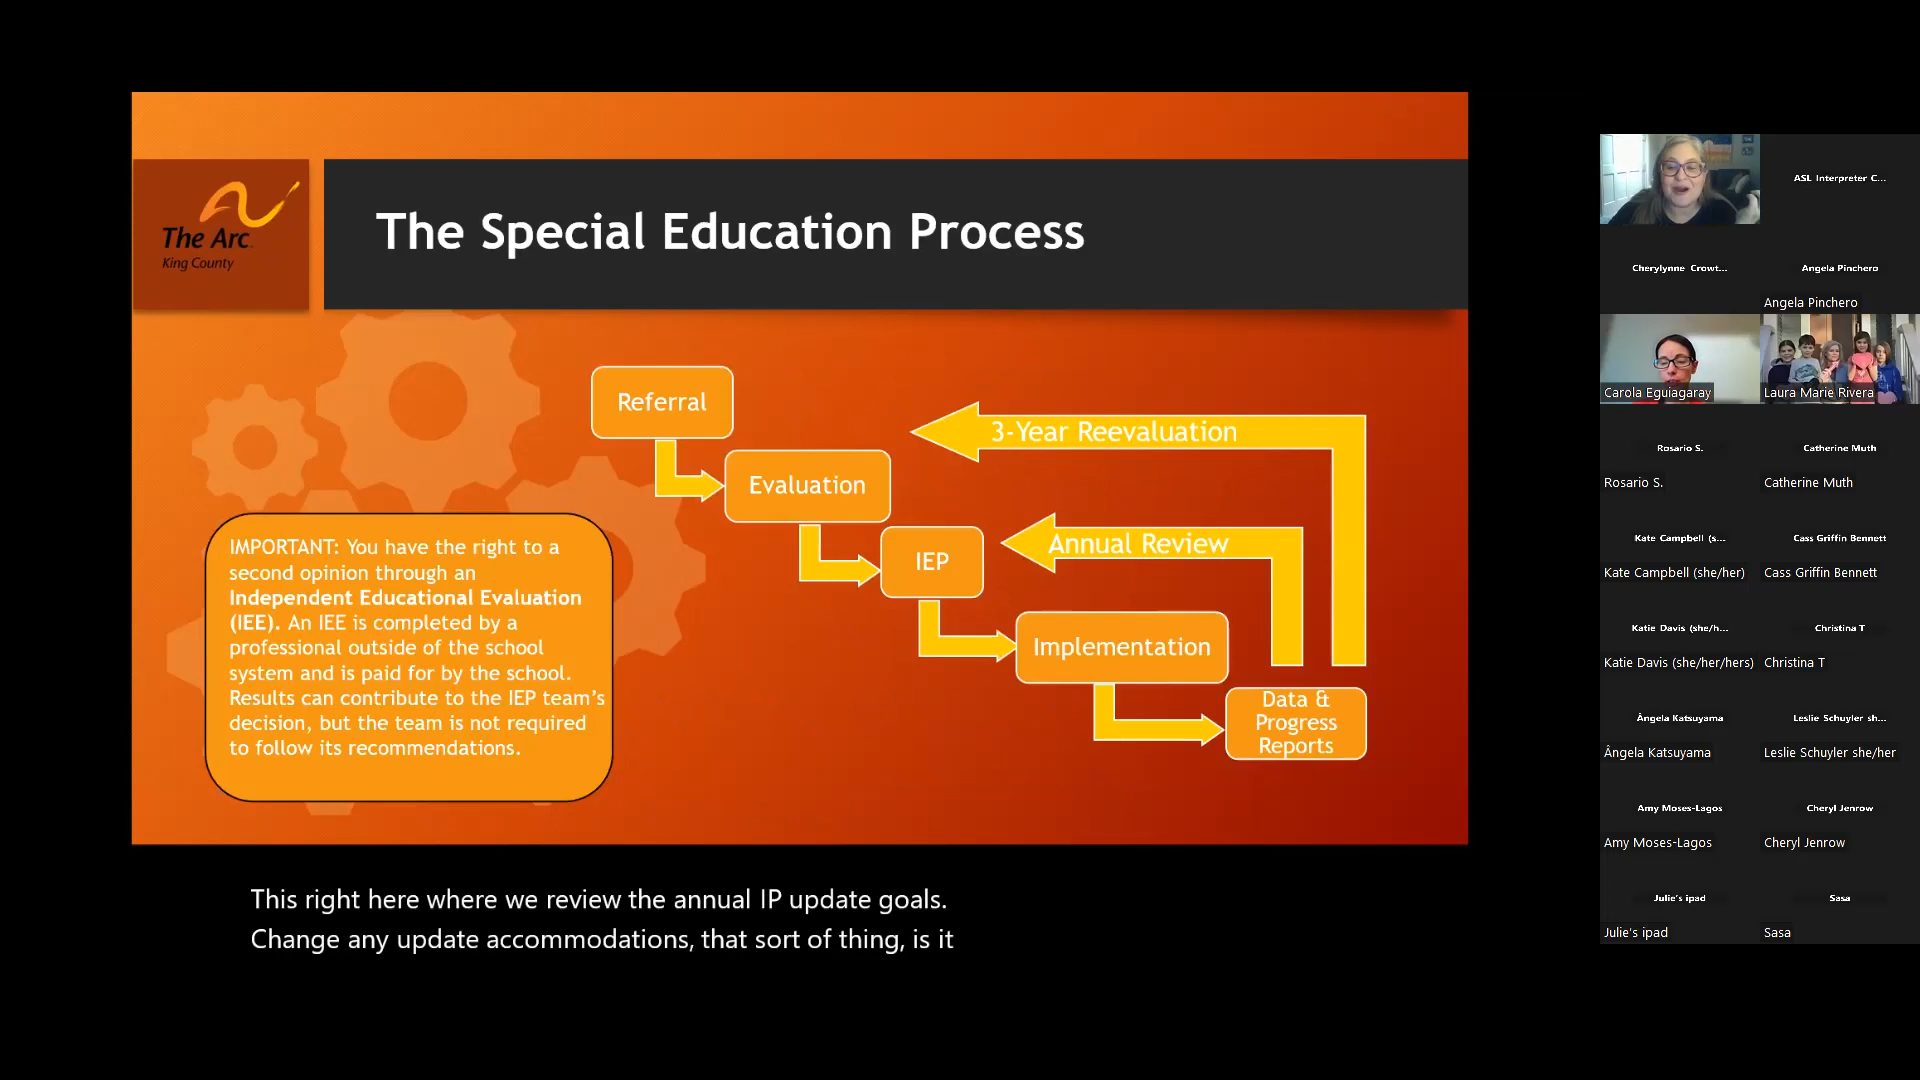 The Arc
King County
The Special Education Process
Referral
Evaluation
IEP
Implementation
Data &
Progress
Reports
3-Year Reevaluation
Annual Review
IMPORTANT: You have the right to a
second opinion through an
Independent Educational Evaluation
(IEE). An IEE is completed by a
professional outside of the school
system and is paid for by the school.
Results can contribute to the IEP team’s
decision, but the team is not required
to follow its recommendations.
This right here where we review the annual IP update goals.
Change any update accommodations, that sort of thing, is it
ASL Interpreter C...
Cherylynne Crowt...
Angela Pinchero
Angela Pinchero
Carola Eguiagaray
Laura Marie Rivera
Rosario S.
Catherine Muth
Rosario S.
Catherine Muth
Kate Campbell (s...
Cass Griffin Bennett
Kate Campbell (she/her)
Cass Griffin Bennett
Katie Davis (she/h...
Christina T
Katie Davis (she/her/hers)
Christina T
Ângela Katsuyama
Leslie Schuyler sh...
Ângela Katsuyama
Leslie Schuyler she/her
Amy Moses-Lagos
Cheryl Jenrow
Amy Moses-Lagos
Cheryl Jenrow
Julie's ipad
Sasa
Julie's ipad
Sasa